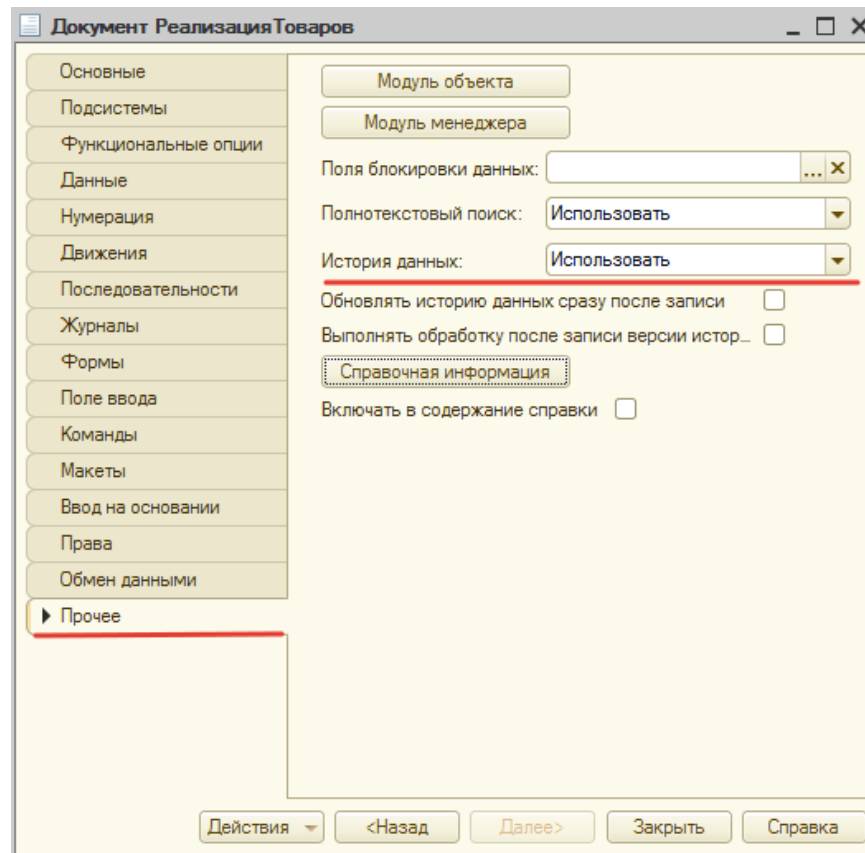 Документ РеализацияТоваров
Основные
Подсистемы
Функциональные опции
Данные
Нумерация
Движения
Последовательности
Журналы
Формы
Поле ввода
Команды
Макеты
Ввод на основании
Права
Обмен данными
Прочее
Модуль объекта
Модуль менеджера
Поля блокировки данных: ...
Полнотекстовый поиск: Использовать
История данных: Использовать
Обновлять историю данных сразу после записи
Выполнять обработку после записи версии истор...
Справочная информация
Включать в содержание справки
Действия <Назад Далее> Закрыть Справка